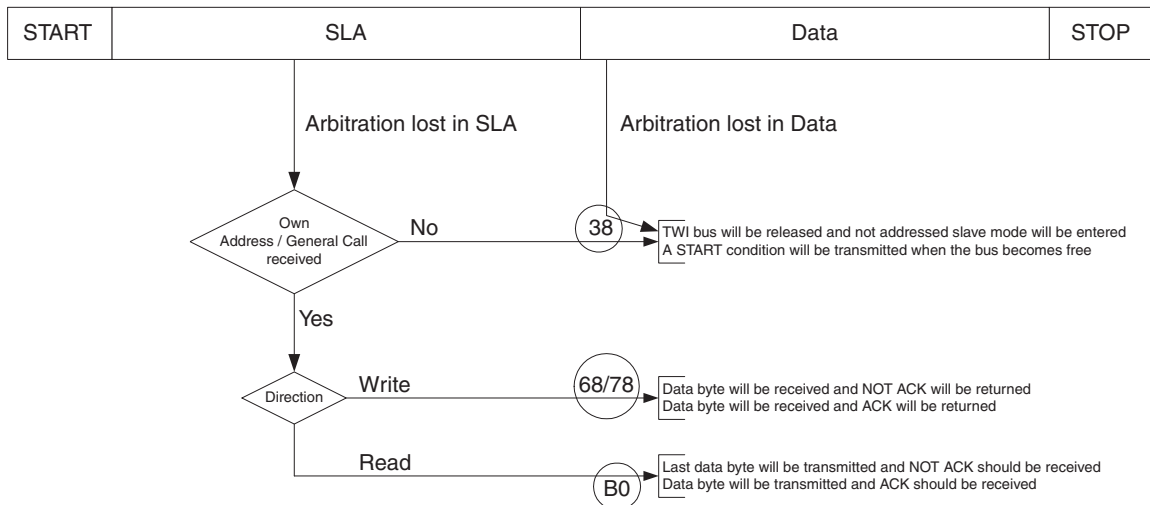 START SLA Data STOP
Arbitration lost in SLA Arbitration lost in Data
Own
Address / General Call
received
No
38
TWI bus will be released and not addressed slave mode will be entered
A START condition will be transmitted when the bus becomes free
Yes
Direction
Write
68/78
Data byte will be received and NOT ACK will be returned
Data byte will be received and ACK will be returned
Read
B0
Last data byte will be transmitted and NOT ACK should be received
Data byte will be transmitted and ACK should be received